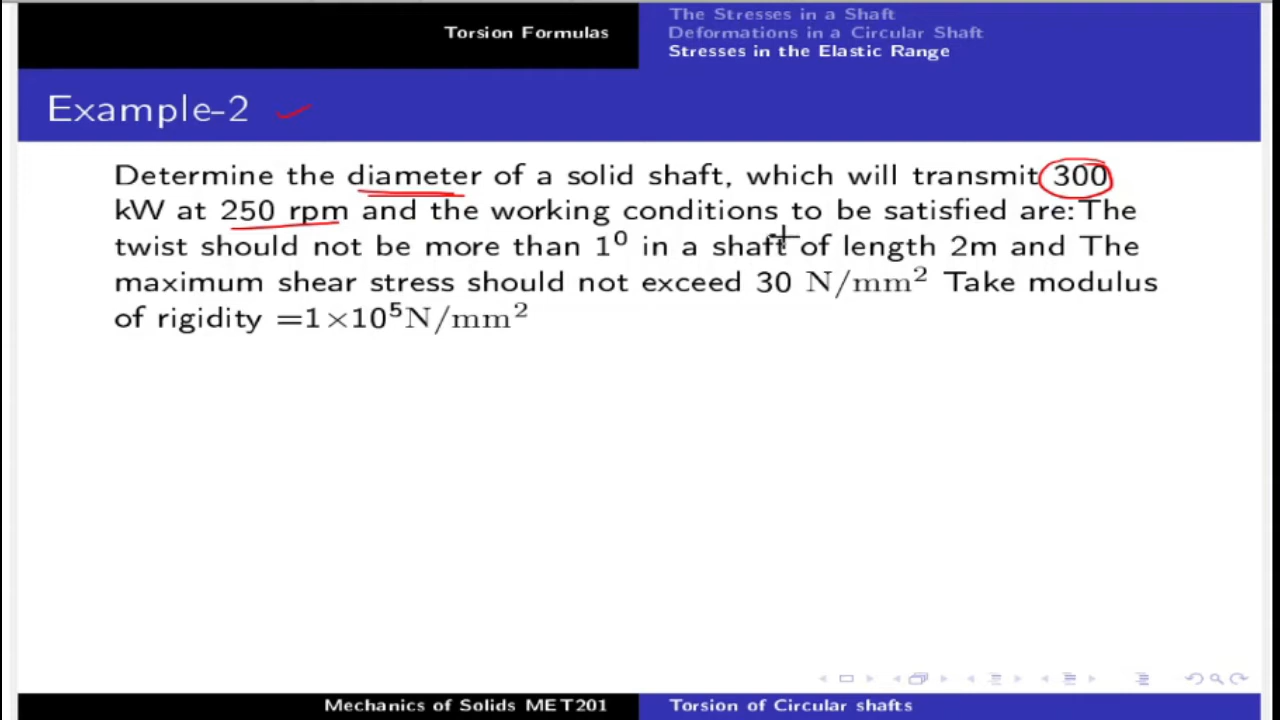 Torsion Formulas
The Stresses in a Shaft
Deformations in a Circular Shaft
Stresses in the Elastic Range
Example-2
Determine the diameter of a solid shaft, which will transmit 300
kW at 250 rpm and the working conditions to be satisfied are:The
twist should not be more than 1⁰ in a shaft of length 2m and The
maximum shear stress should not exceed 30 N/mm² Take modulus
of rigidity =1×10⁵N/mm²
Mechanics of Solids MET201
Torsion of Circular shafts